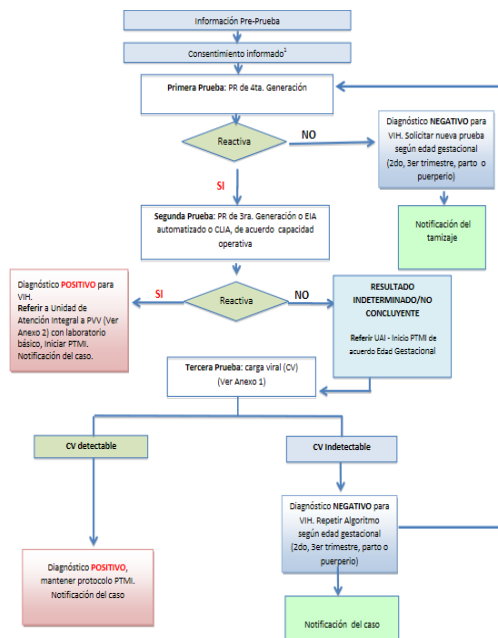 Información Pre-Prueba
Consentimiento informado¹
Primera Prueba: PR de 4ta. Generación
Reactiva
NO
Diagnóstico NEGATIVO para
VIH. Solicitar nueva prueba
según edad gestacional
(2do, 3er trimestre, parto o
puerperio)
SI
Notificación del
tamizaje
Segunda Prueba: PR de 3ra. Generación o EIA
automatizado o CLIA, de acuerdo capacidad
operativa
Diagnóstico POSITIVO para
VIH.
Referir a Unidad de
Atención Integral a PVV (Ver
Anexo 2) con laboratorio
básico, Iniciar PTMI.
Notificación del caso.
SI
Reactiva
NO
RESULTADO
INDETERMINADO/NO
CONCLUYENTE
Referir UAI - Inicio PTMI de
acuerdo Edad Gestacional
Tercera Prueba: carga viral (CV)
(Ver Anexo 1)
CV detectable
CV Indetectable
Diagnóstico NEGATIVO para
VIH. Repetir Algoritmo
según edad gestacional
(2do, 3er trimestre, parto o
puerperio)
Diagnóstico POSITIVO,
mantener protocolo PTMI.
Notificación del caso
Notificación del caso